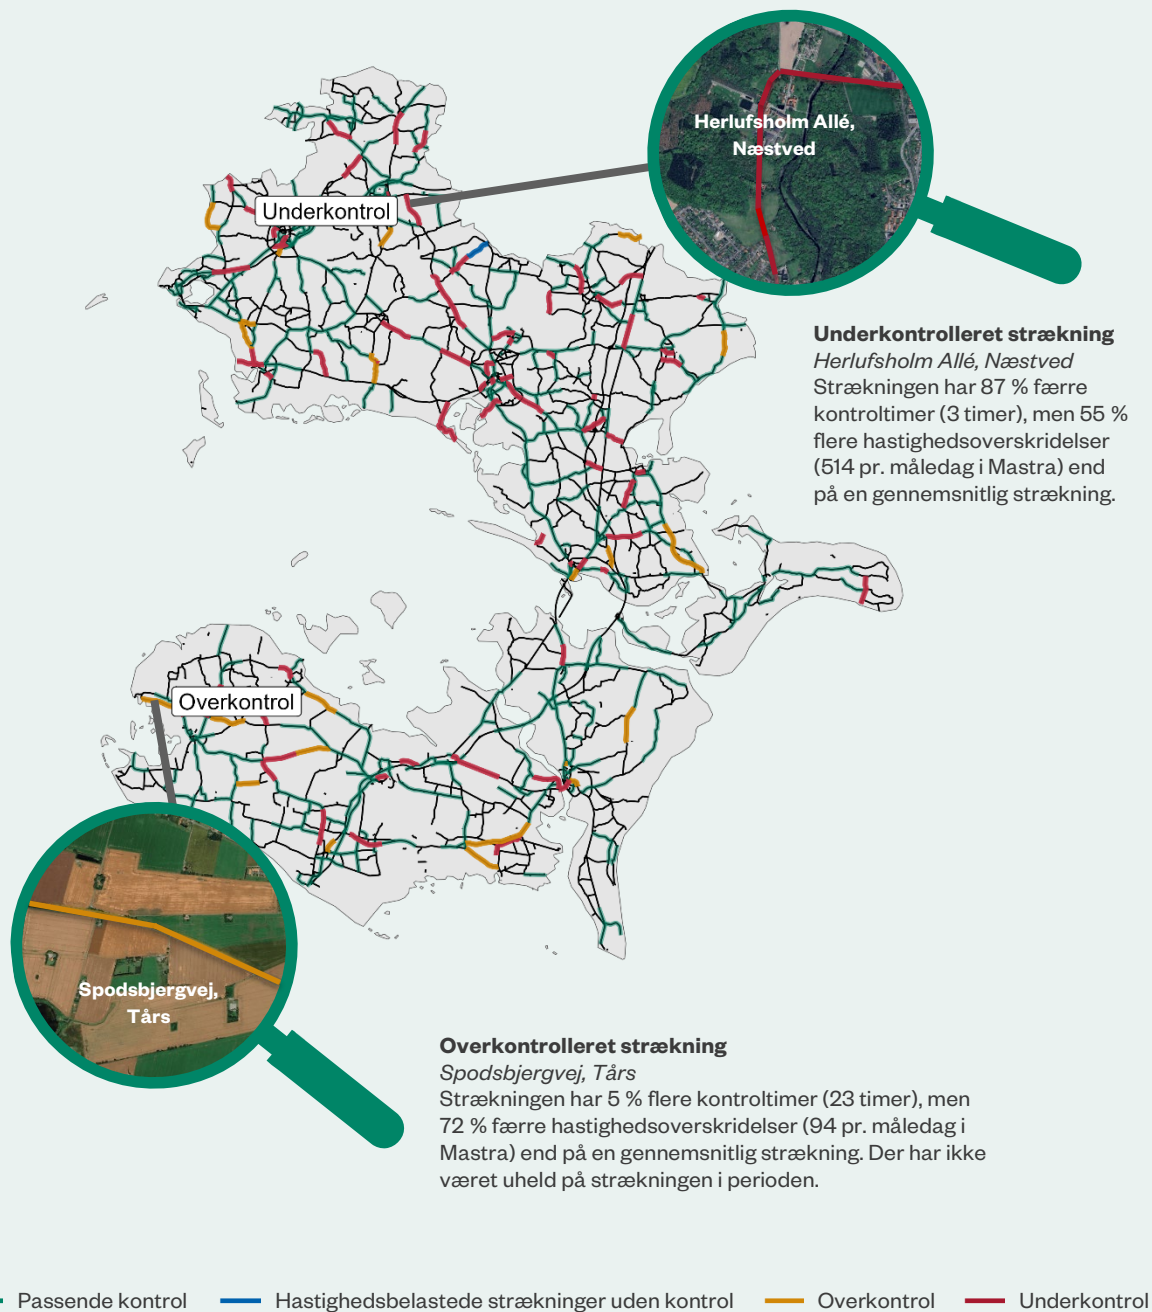 Herlufsholm Allé,
Næstved
Underkontrol
Underkontrolleret strækning
Herlufsholm Allé, Næstved
Strækningen har 87 % færre
kontroltimer (3 timer), men 55 %
flere hastighedsoverskridelser
(514 pr. måledag i Mastra) end
på en gennemsnitlig strækning.
Overkontrol
Spodsbjergvej,
Tårs
Overkontrolleret strækning
Spodsbjergvej, Tårs
Strækningen har 5 % flere kontroltimer (23 timer), men
72 % færre hastighedsoverskridelser (94 pr. måledag i
Mastra) end på en gennemsnitlig strækning. Der har ikke
været uheld på strækningen i perioden.
Passende kontrol Hastighedsbelastede strækninger uden kontrol Overkontrol Underkontrol